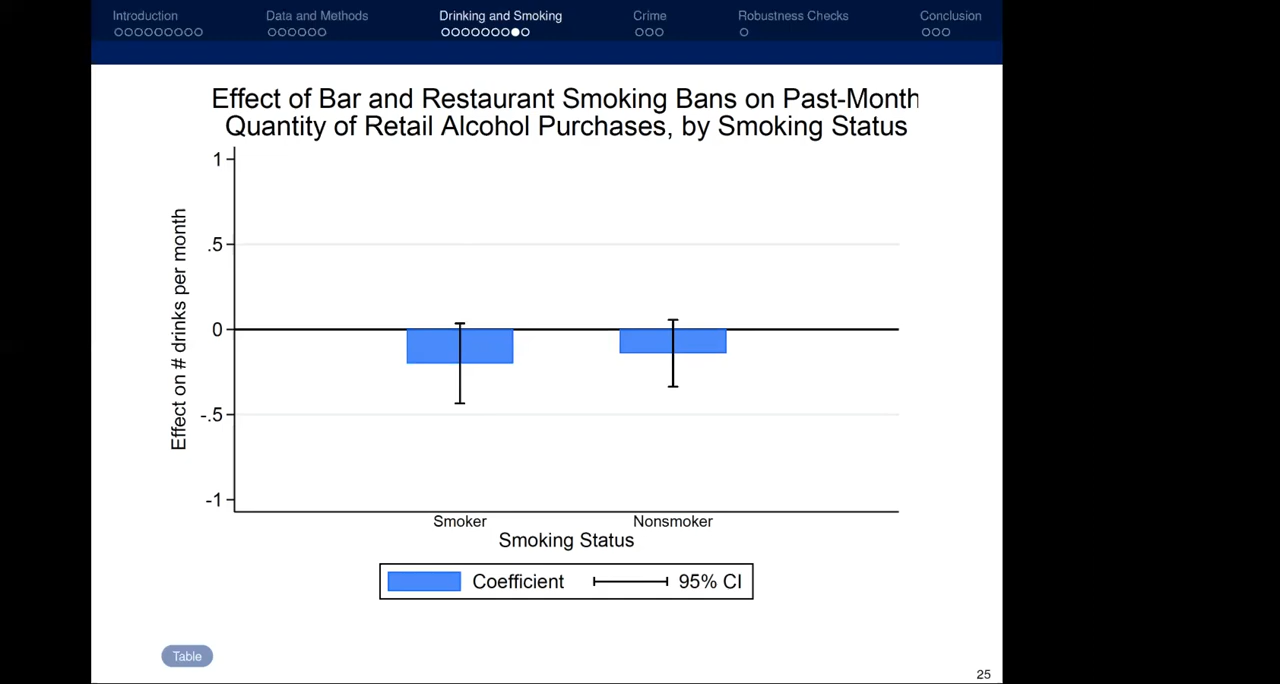 Introduction Data and Methods Drinking and Smoking Crime Robustness Checks Conclusion
Effect of Bar and Restaurant Smoking Bans on Past-Month
Quantity of Retail Alcohol Purchases, by Smoking Status
Effect on # drinks per month
1
.5
0
-.5
-1
Smoker Nonsmoker
Smoking Status
Coefficient 95% CI
Table
25